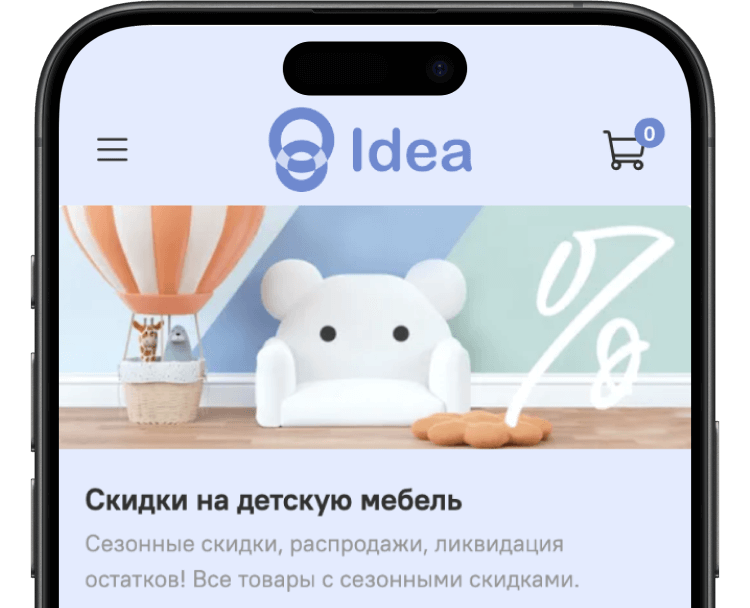 Idea
0
%
Скидки на детскую мебель
Сезонные скидки, распродажи, ликвидация
остатков! Все товары с сезонными скидками.